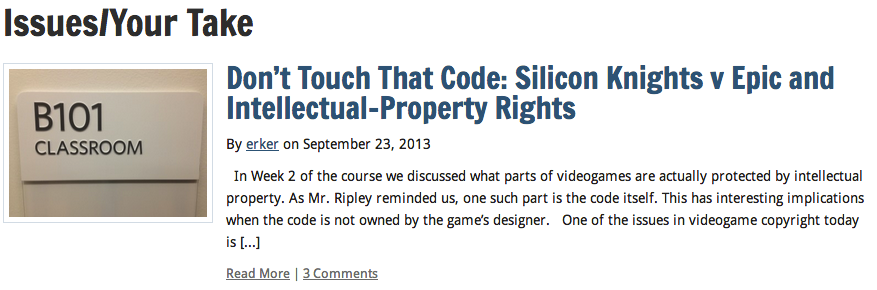 Issues/Your Take
B101
CLASSROOM
Don’t Touch That Code: Silicon Knights v Epic and
Intellectual-Property Rights
By erker on September 23, 2013
In Week 2 of the course we discussed what parts of videogames are actually protected by intellectual
property. As Mr. Ripley reminded us, one such part is the code itself. This has interesting implications
when the code is not owned by the game’s designer.   One of the issues in videogame copyright today
is [...]
Read More | 3 Comments